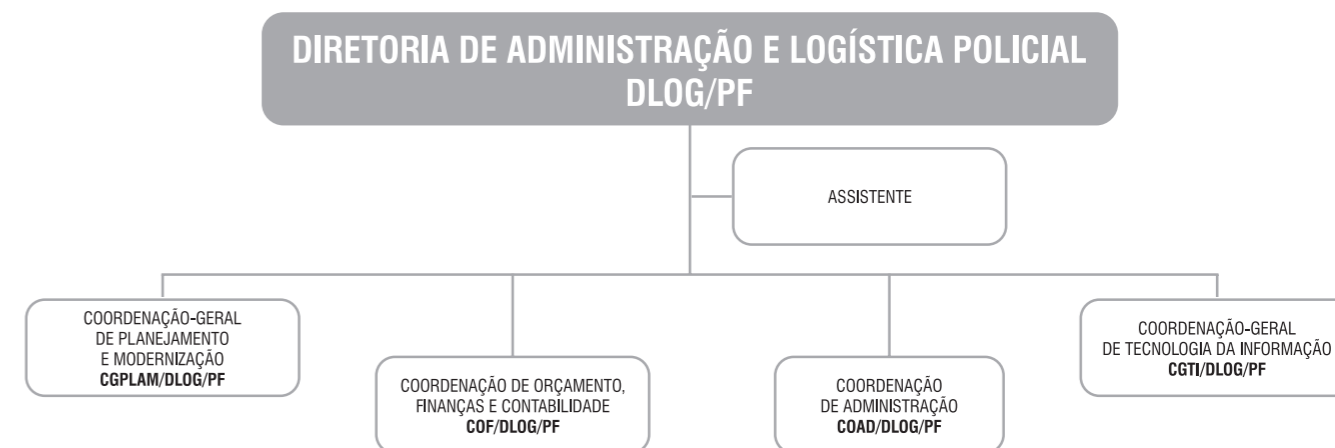 DIRETORIA DE ADMINISTRAÇÃO E LOGÍSTICA POLICIAL
DLOG/PF
ASSISTENTE
COORDENAÇÃO-GERAL
DE PLANEJAMENTO
E MODERNIZAÇÃO
CGPLAM/DLOG/PF
COORDENAÇÃO DE ORÇAMENTO,
FINANÇAS E CONTABILIDADE
COF/DLOG/PF
COORDENAÇÃO
DE ADMINISTRAÇÃO
COAD/DLOG/PF
COORDENAÇÃO-GERAL
DE TECNOLOGIA DA INFORMAÇÃO
CGTI/DLOG/PF